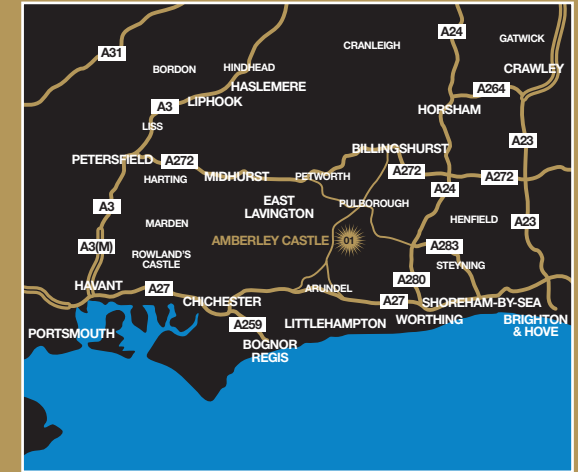 A24
GATWICK
CRANLEIGH
A31
BORDON
HINDHEAD
CRAWLEY
HASLEMERE
A264
A3
LIPHOOK
HORSHAM
LISS
A23
BILLINGSHURST
PETERSFIELD
A272
A272
HARTING
MIDHURST
PETWORTH
A272
A24
EAST
LAVINGTON
PULBOROUGH
A3
MARDEN
HENFIELD
A23
AMBERLEY CASTLE
01
A3(M)
A283
ROWLAND'S
CASTLE
STEYNING
A280
HAVANT
A27
ARUNDEL
CHICHESTER
A27
SHOREHAM-BY-SEA
A259
LITTLEHAMPTON
WORTHING
BRIGHTON
& HOVE
PORTSMOUTH
BOGNOR
REGIS